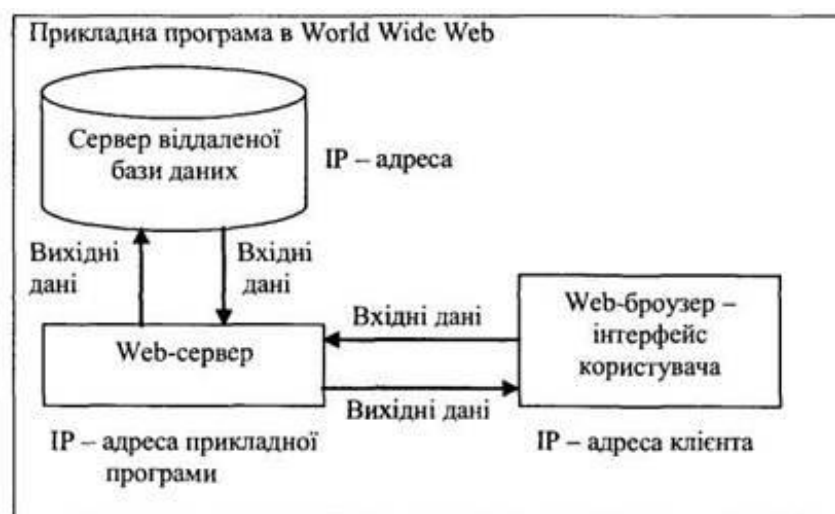 Прикладна програма в World Wide Web
Сервер віддаленої
бази даних
IP – адреса
Вихідні
дані
Вхідні
дані
Web-сервер
Вхідні дані
Вихідні дані
Web-броузер –
інтерфейс
користувача
IP – адреса прикладної
програми
IP – адреса клієнта